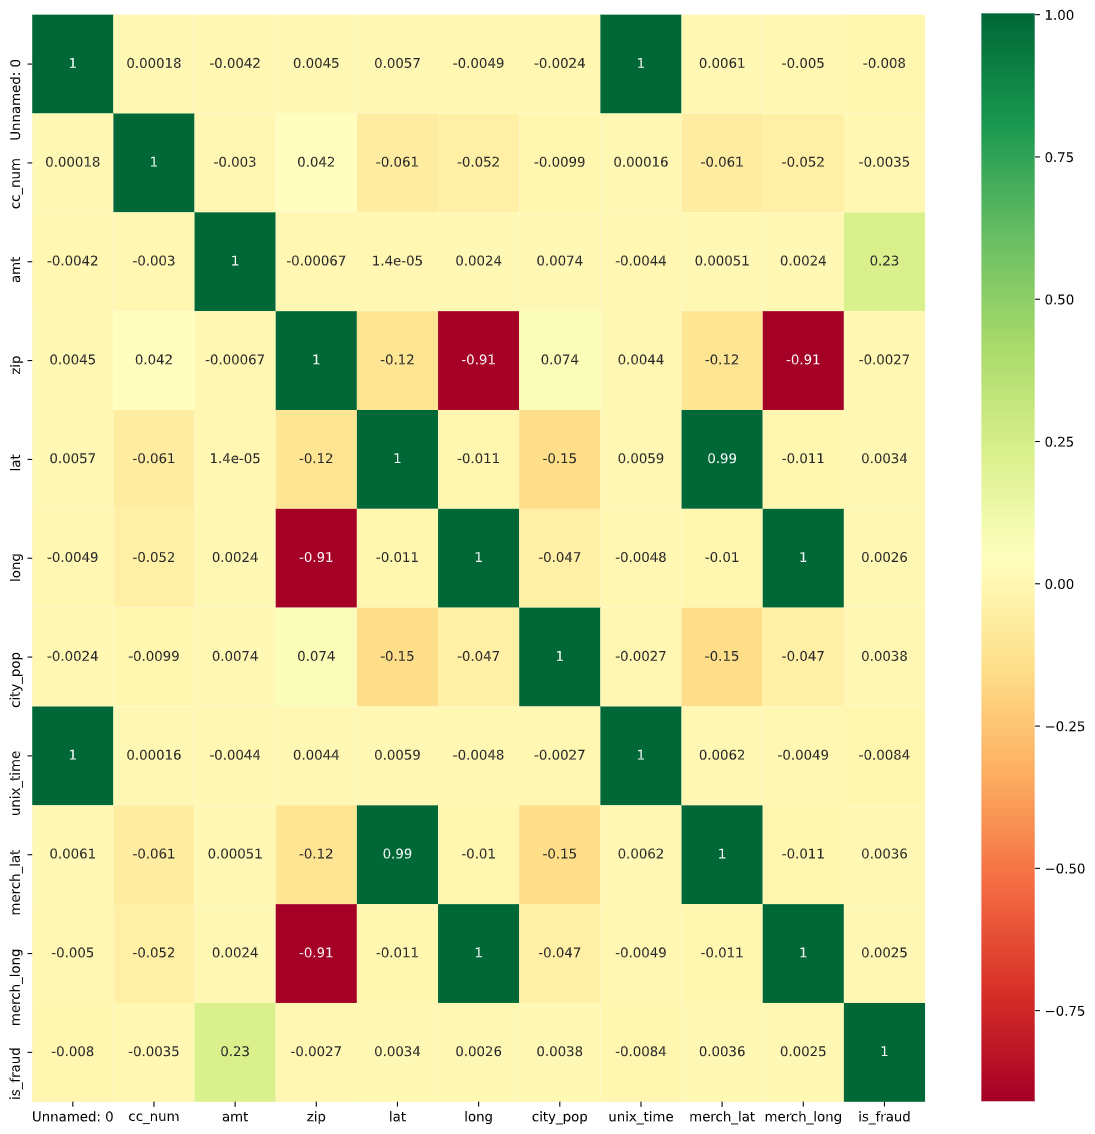 Unnamed: 0 1 0.00018 -0.0042 0.0045 0.0057 -0.0049 -0.0024 1 0.0061 -0.005 -0.008
cc_num 0.00018 1 -0.003 0.042 -0.061 -0.052 -0.0099 0.00016 -0.061 -0.052 -0.0035
amt -0.0042 -0.003 1 -0.00067 1.4e-05 0.0024 0.0074 -0.0044 0.00051 0.0024 0.23
zip 0.0045 0.042 -0.00067 1 -0.12 -0.91 0.074 0.0044 -0.12 -0.91 -0.0027
lat 0.0057 -0.061 1.4e-05 -0.12 1 -0.011 -0.15 0.0059 0.99 -0.011 0.0034
long -0.0049 -0.052 0.0024 -0.91 -0.011 1 -0.047 -0.0048 -0.01 1 0.0026
city_pop -0.0024 -0.0099 0.0074 0.074 -0.15 -0.047 1 -0.0027 -0.15 -0.047 0.0038
unix_time 1 0.00016 -0.0044 0.0044 0.0059 -0.0048 -0.0027 1 0.0062 -0.0049 -0.0084
merch_lat 0.0061 -0.061 0.00051 -0.12 0.99 -0.01 -0.15 0.0062 1 -0.011 0.0036
merch_long -0.005 -0.052 0.0024 -0.91 -0.011 1 -0.047 -0.0049 -0.011 1 0.0025
is_fraud -0.008 -0.0035 0.23 -0.0027 0.0034 0.0026 0.0038 -0.0084 0.0036 0.0025 1
Unnamed: 0 cc_num amt zip lat long city_pop unix_time merch_lat merch_long is_fraud
1.00
0.75
0.50
0.25
0.00
−0.25
−0.50
−0.75